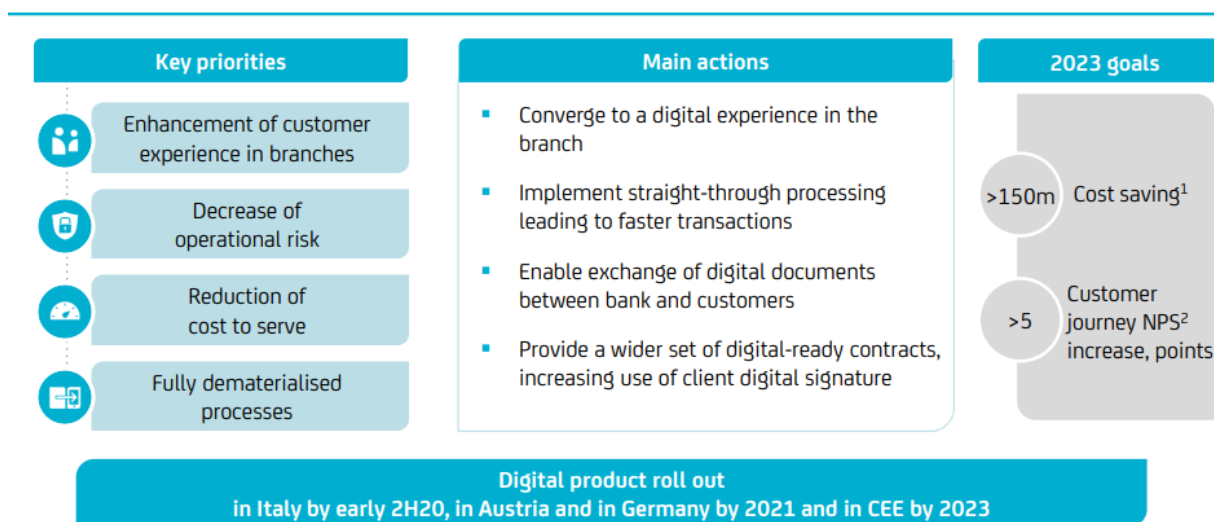 Key priorities
Enhancement of customer
experience in branches
Decrease of
operational risk
Reduction of
cost to serve
Fully dematerialised
processes
Main actions
▪ Converge to a digital experience in the
branch
▪ Implement straight-through processing
leading to faster transactions
▪ Enable exchange of digital documents
between bank and customers
▪ Provide a wider set of digital-ready contracts,
increasing use of client digital signature
2023 goals
>150m Cost saving¹
>5 Customer
journey NPS²
increase, points
Digital product roll out
in Italy by early 2H20, in Austria and in Germany by 2021 and in CEE by 2023